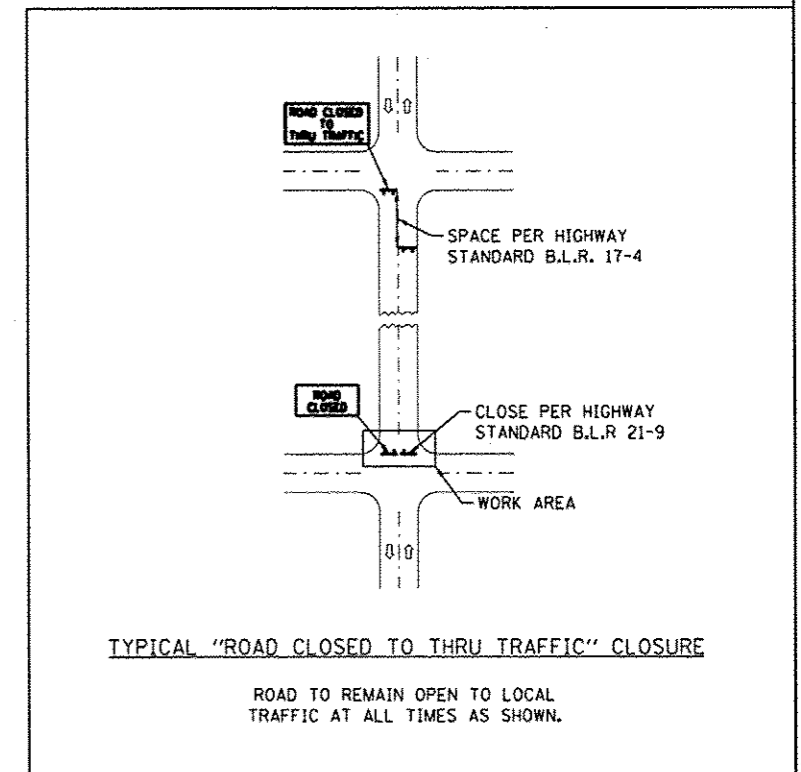 ROAD CLOSED
TO
THRU TRAFFIC
SPACE PER HIGHWAY
STANDARD B.L.R. 17-4
ROAD
CLOSED
CLOSE PER HIGHWAY
STANDARD B.L.R 21-9
WORK AREA
TYPICAL "ROAD CLOSED TO THRU TRAFFIC" CLOSURE
ROAD TO REMAIN OPEN TO LOCAL
TRAFFIC AT ALL TIMES AS SHOWN.